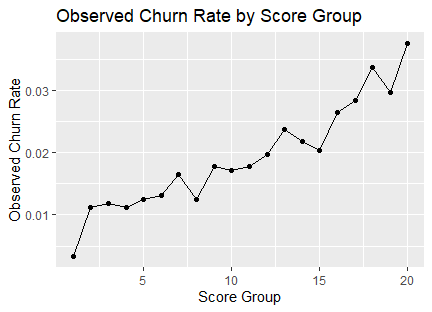 Observed Churn Rate by Score Group
Observed Churn Rate
0.03
0.02
0.01
5 10 15 20
Score Group